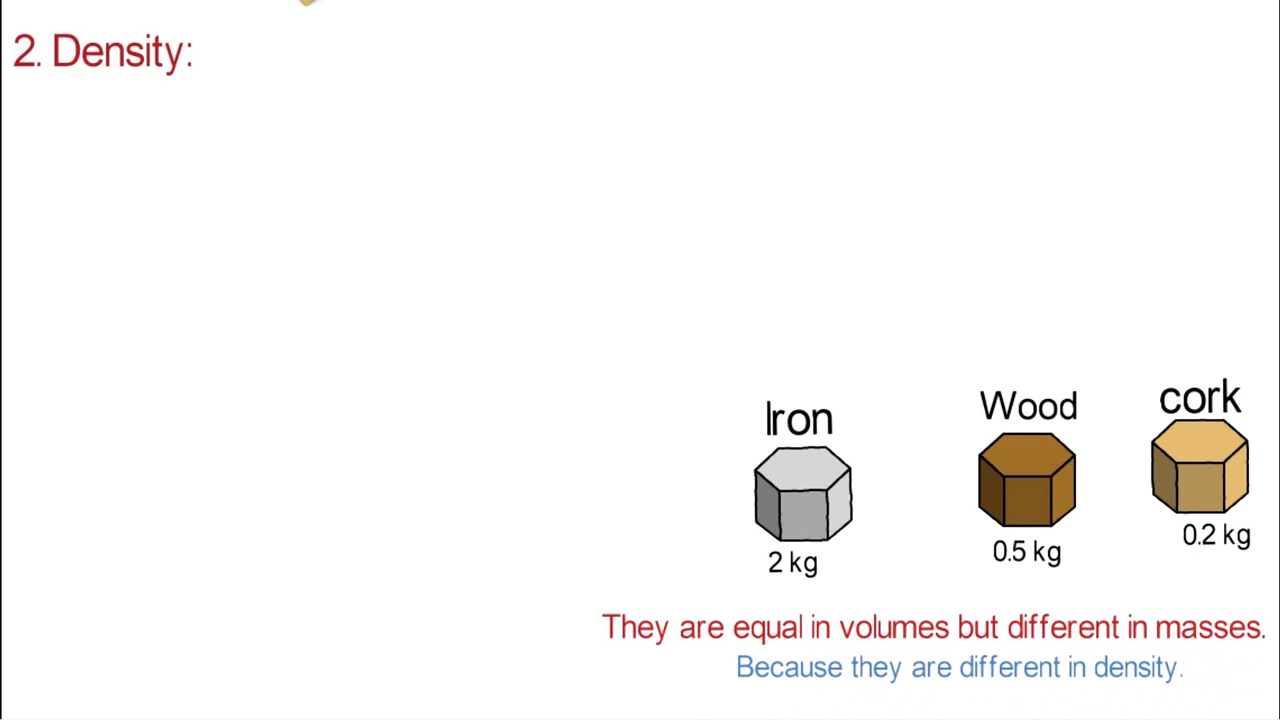 2. Density:
Iron
Wood
cork
2 kg
0.5 kg
0.2 kg
They are equal in volumes but different in masses.
Because they are different in density.